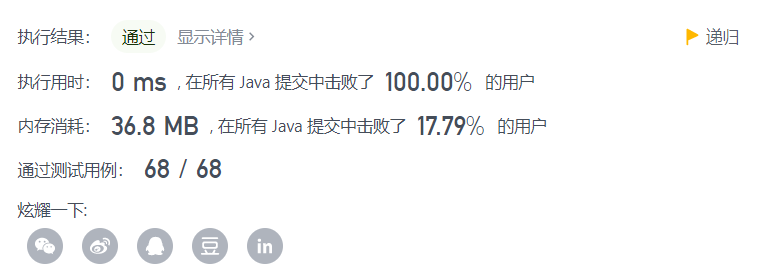 执行结果： 通过 显示详情 › 递归
执行用时： 0 ms , 在所有 Java 提交中击败了 100.00% 的用户
内存消耗： 36.8 MB , 在所有 Java 提交中击败了 17.79% 的用户
通过测试用例： 68 / 68
炫耀一下:
豆 in